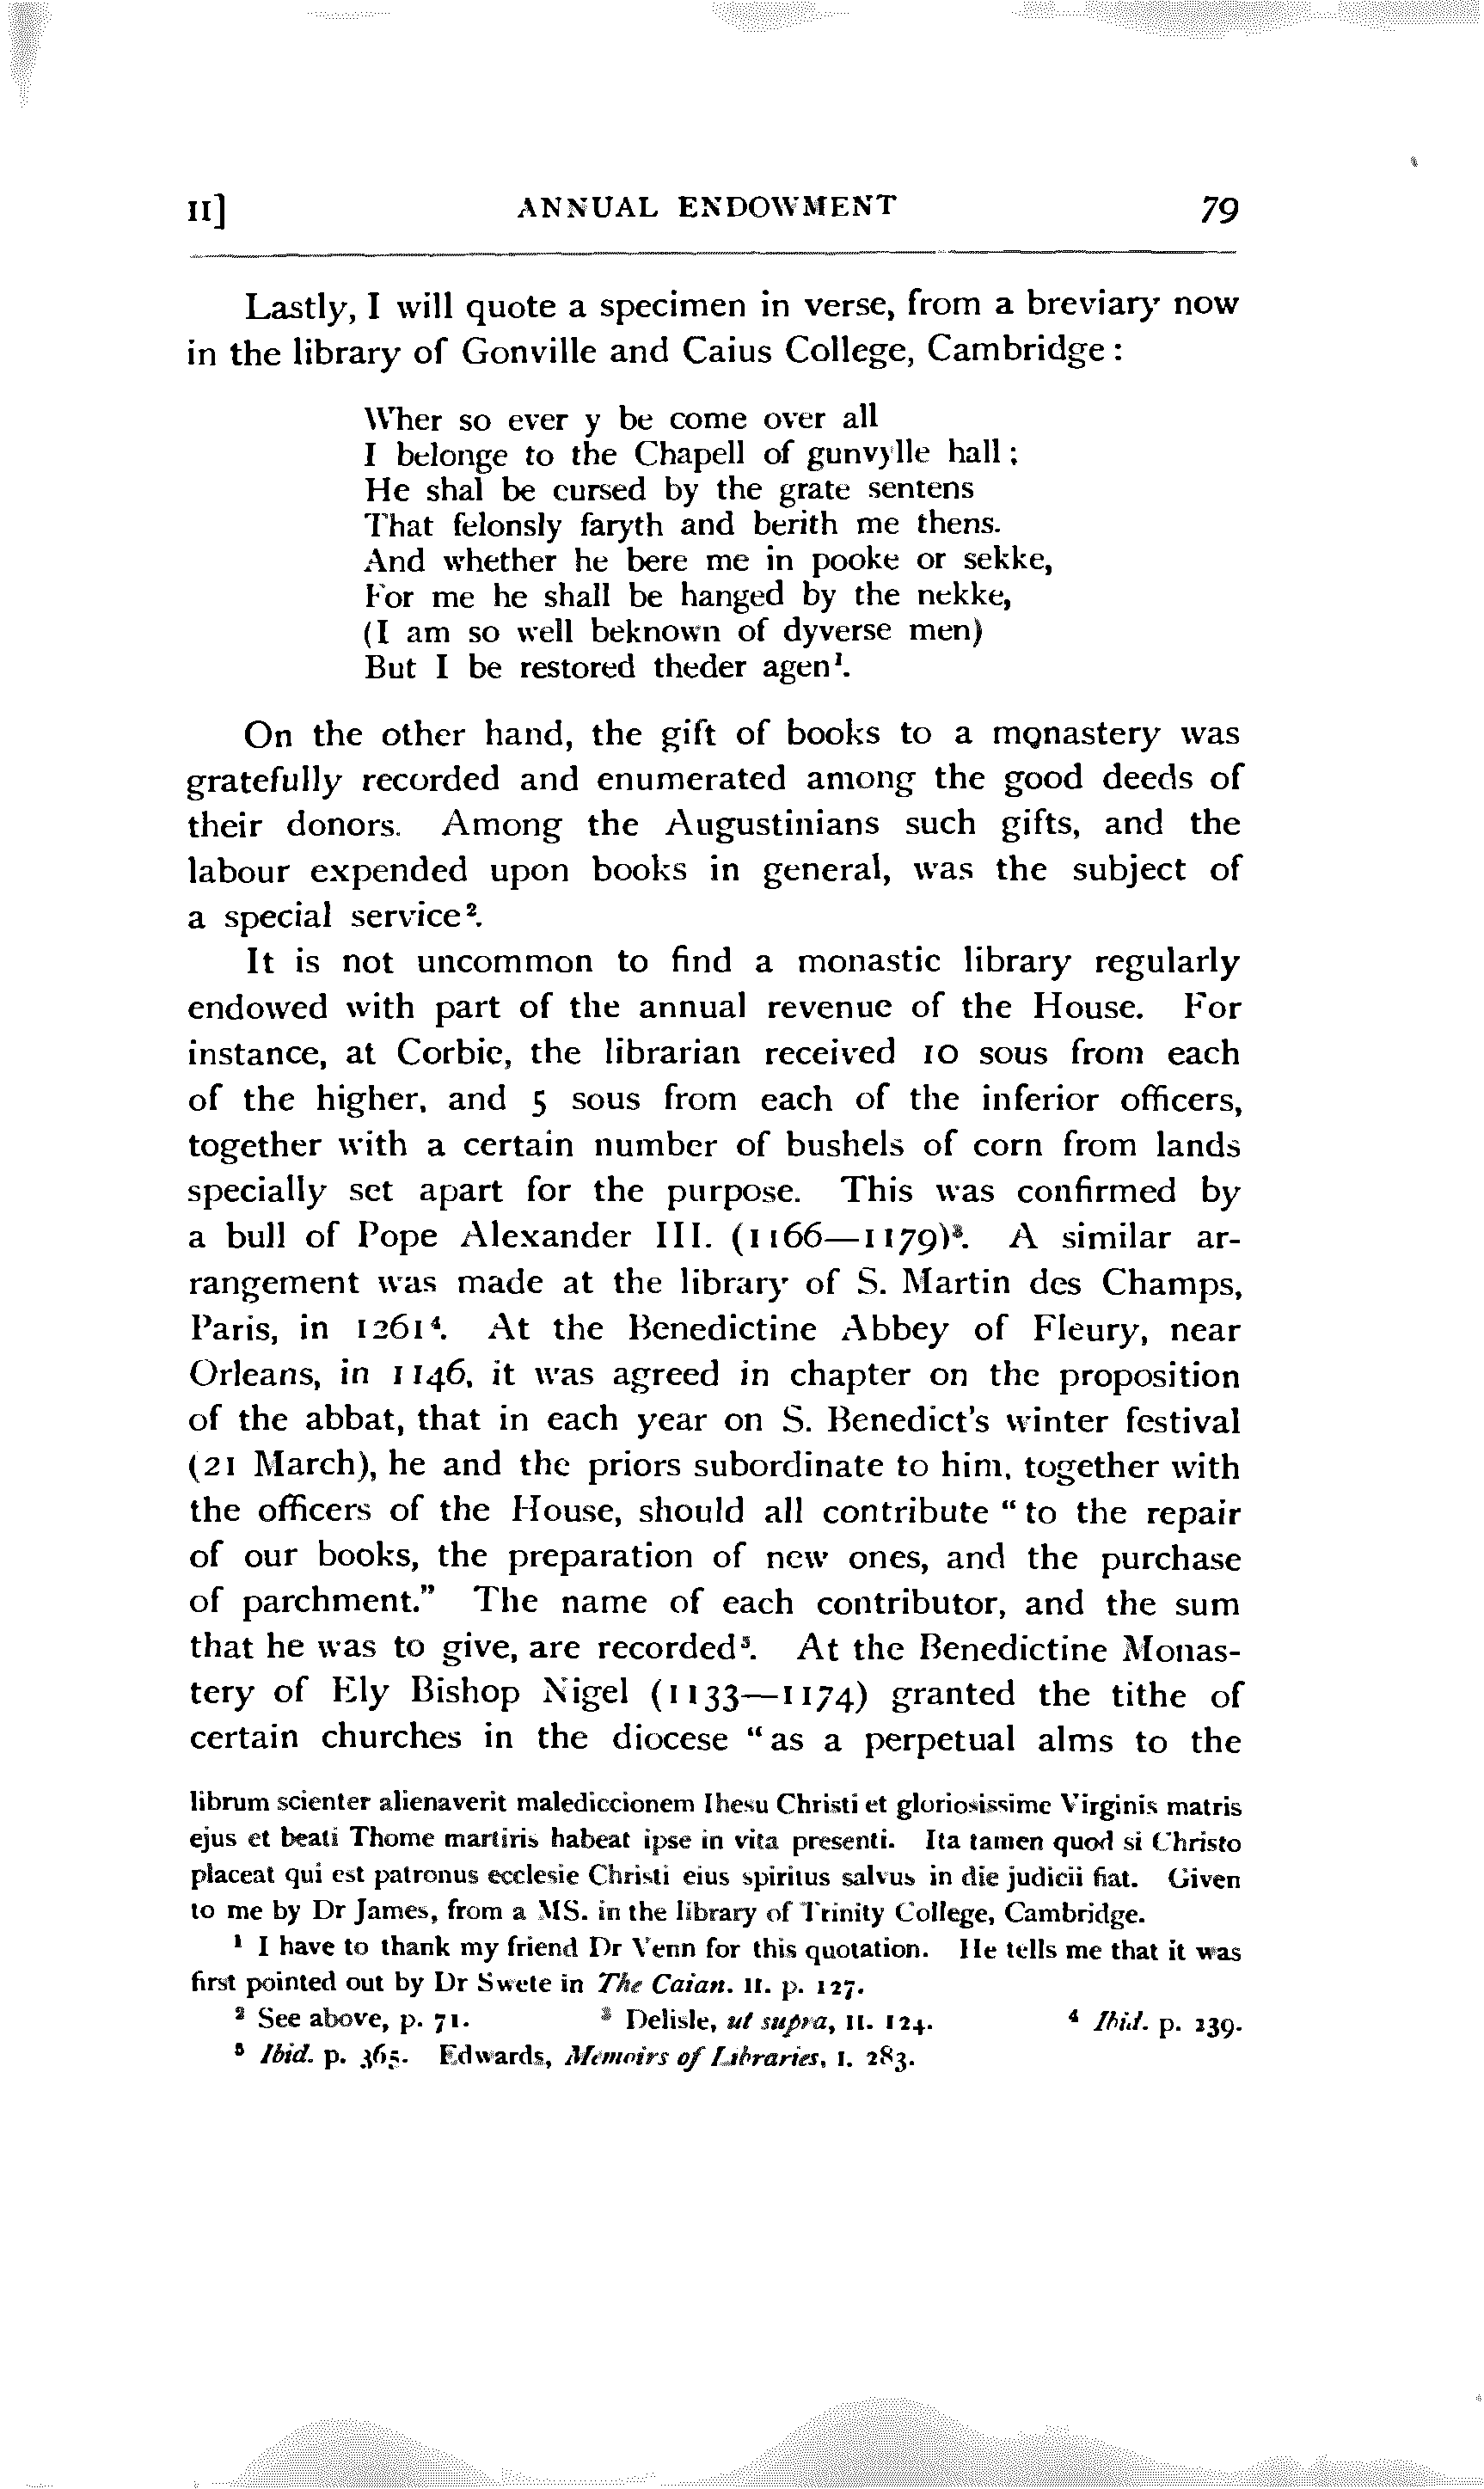 II] ANNUAL ENDOWMENT 79
Lastly, I will quote a specimen in verse, from a breviary now
in the library of Gonville and Caius College, Cambridge :
Wher so ever y be come over all
I belonge to the Chapell of gunvylle hall ;
He shal be cursed by the grate sentens
That felonsly faryth and berith me thens.
And whether he bere me in pooke or sekke,
For me he shall be hanged by the nekke,
(I am so well beknown of dyverse men)
But I be restored theder agen¹.
On the other hand, the gift of books to a monastery was
gratefully recorded and enumerated among the good deeds of
their donors. Among the Augustinians such gifts, and the
labour expended upon books in general, was the subject of
a special service².
It is not uncommon to find a monastic library regularly
endowed with part of the annual revenue of the House. For
instance, at Corbie, the librarian received 10 sous from each
of the higher, and 5 sous from each of the inferior officers,
together with a certain number of bushels of corn from lands
specially set apart for the purpose. This was confirmed by
a bull of Pope Alexander III. (1166—1179)³. A similar ar-
rangement was made at the library of S. Martin des Champs,
Paris, in 1261⁴. At the Benedictine Abbey of Fleury, near
Orleans, in 1146, it was agreed in chapter on the proposition
of the abbat, that in each year on S. Benedict's winter festival
(21 March), he and the priors subordinate to him, together with
the officers of the House, should all contribute "to the repair
of our books, the preparation of new ones, and the purchase
of parchment." The name of each contributor, and the sum
that he was to give, are recorded⁵. At the Benedictine Monas-
tery of Ely Bishop Nigel (1133—1174) granted the tithe of
certain churches in the diocese "as a perpetual alms to the
librum scienter alienaverit malediccionem Ihesu Christi et gloriosissime Virginis matris
ejus et beati Thome martiris habeat ipse in vita presenti. Ita tamen quod si Christo
placeat qui est patronus ecclesie Christi eius spiritus salvus in die judicii fiat. Given
to me by Dr James, from a MS. in the library of Trinity College, Cambridge.
¹ I have to thank my friend Dr Venn for this quotation. He tells me that it was
first pointed out by Dr Swete in The Caian. II. p. 127.
² See above, p. 71. ³ Delisle, ut supra, II. 124. ⁴ Ibid. p. 239.
⁵ Ibid. p. 365. Edwards, Memoirs of Libraries, I. 283.